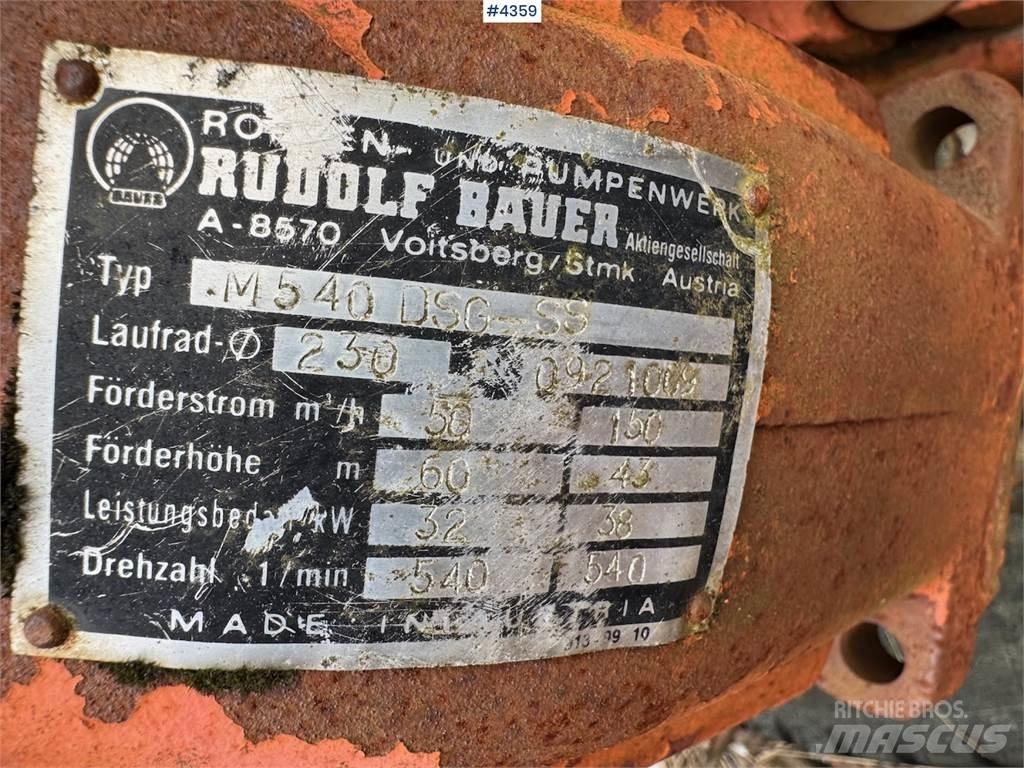 #4359
BAUER
UND PUMPENWERK
RUDOLF BAUER Aktiengesellschaft
A-8570 Voitsberg/Stmk Austria
Typ M540 DSG-SS
Laufrad-Ø 230 0921009
Förderstrom m³/h 50 150
Förderhöhe m 60 43
kW 32 38
Drehzahl 1/min 540 540
MADE IN
RITCHIE BROS.
MASCUS